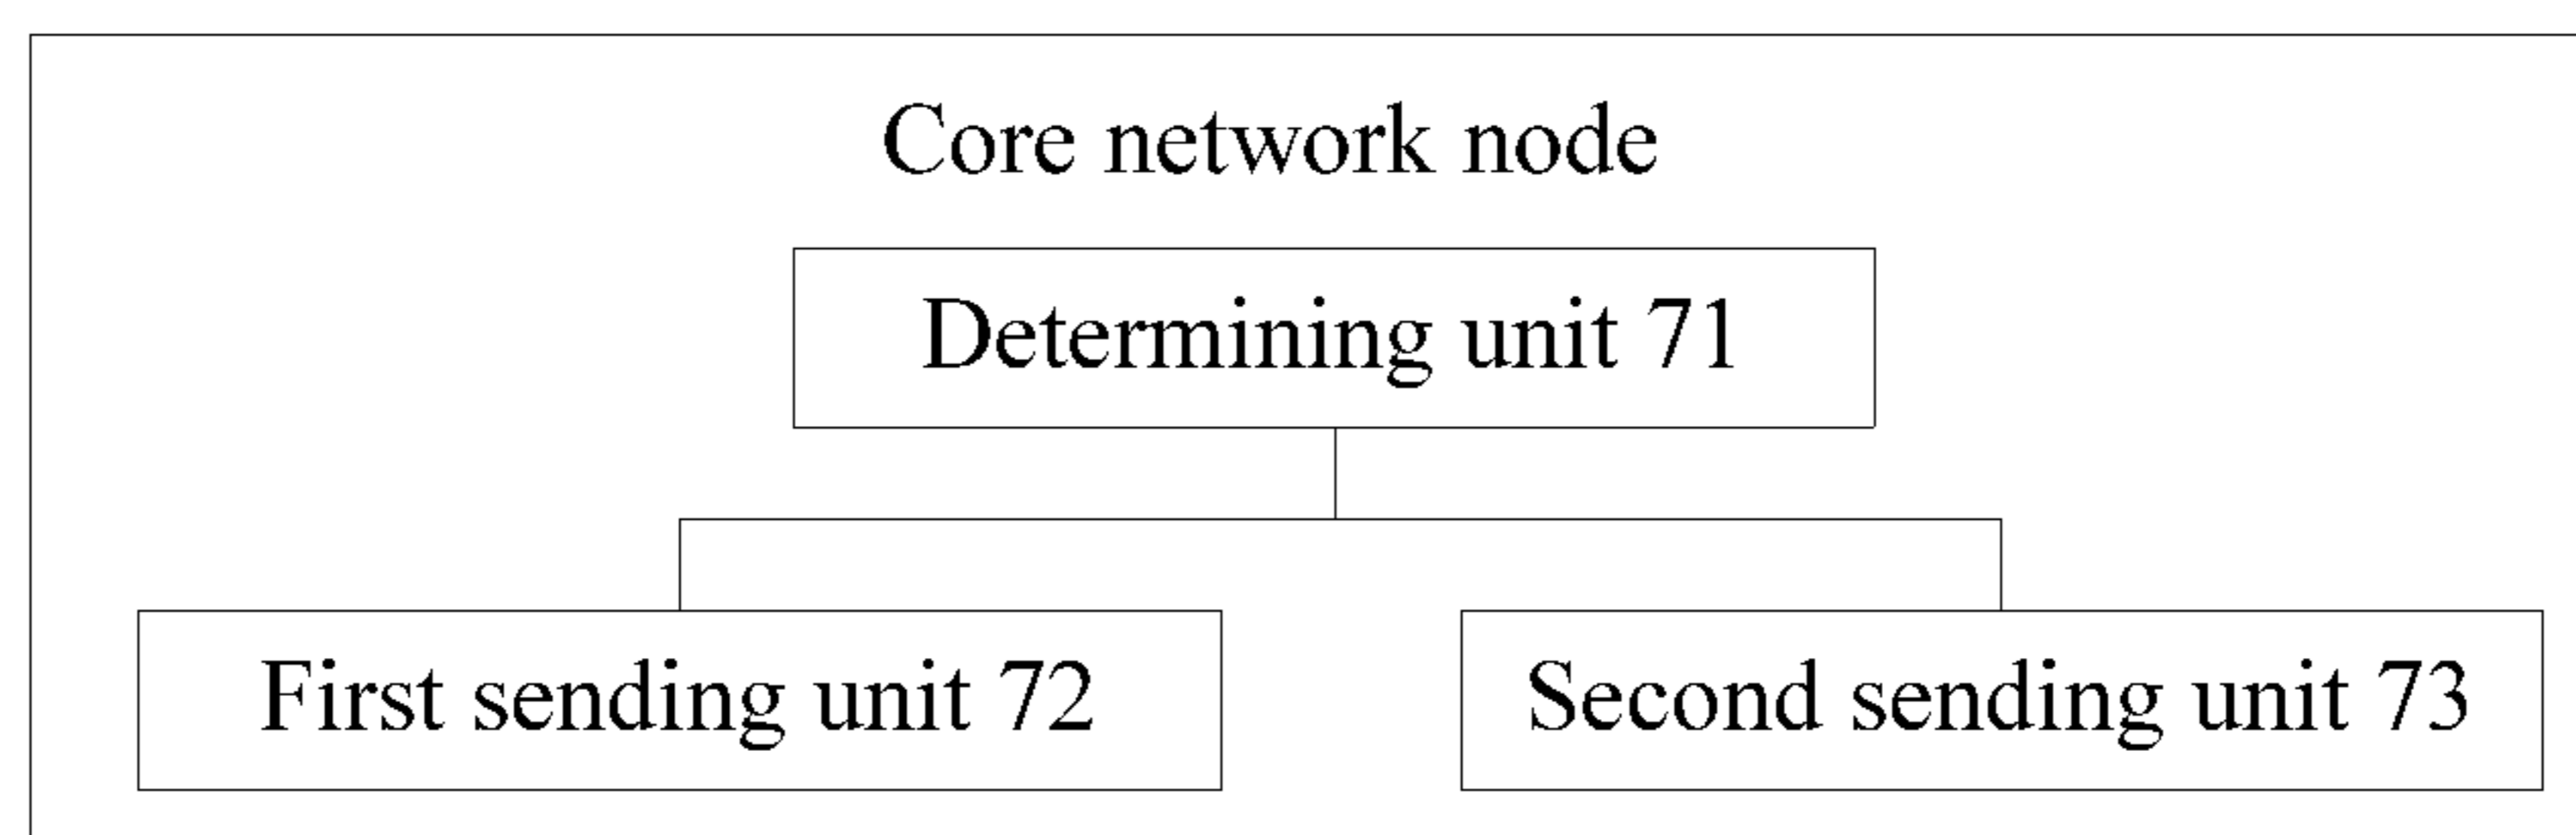 Core network node
Determining unit 71
First sending unit 72
Second sending unit 73